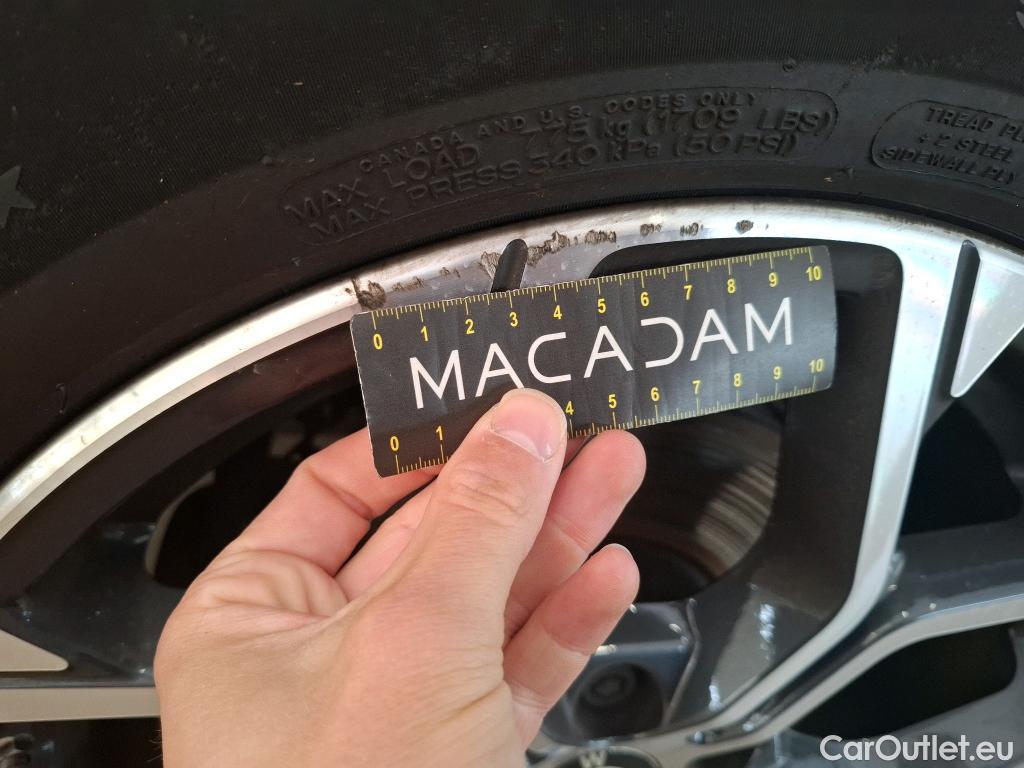 CANADA AND U.S. CODES ONLY
MAX LOAD 775 kg (1709 LBS)
MAX PRESS 340 kPa (50 PSI)
TREAD PL
+ 2 STEEL
SIDEWALL PLY
0 1 2 3 4 5 6 7 8 9 10
MACADAM
0 1 4 5 6 7 8 9 10
W
CarOutlet.eu